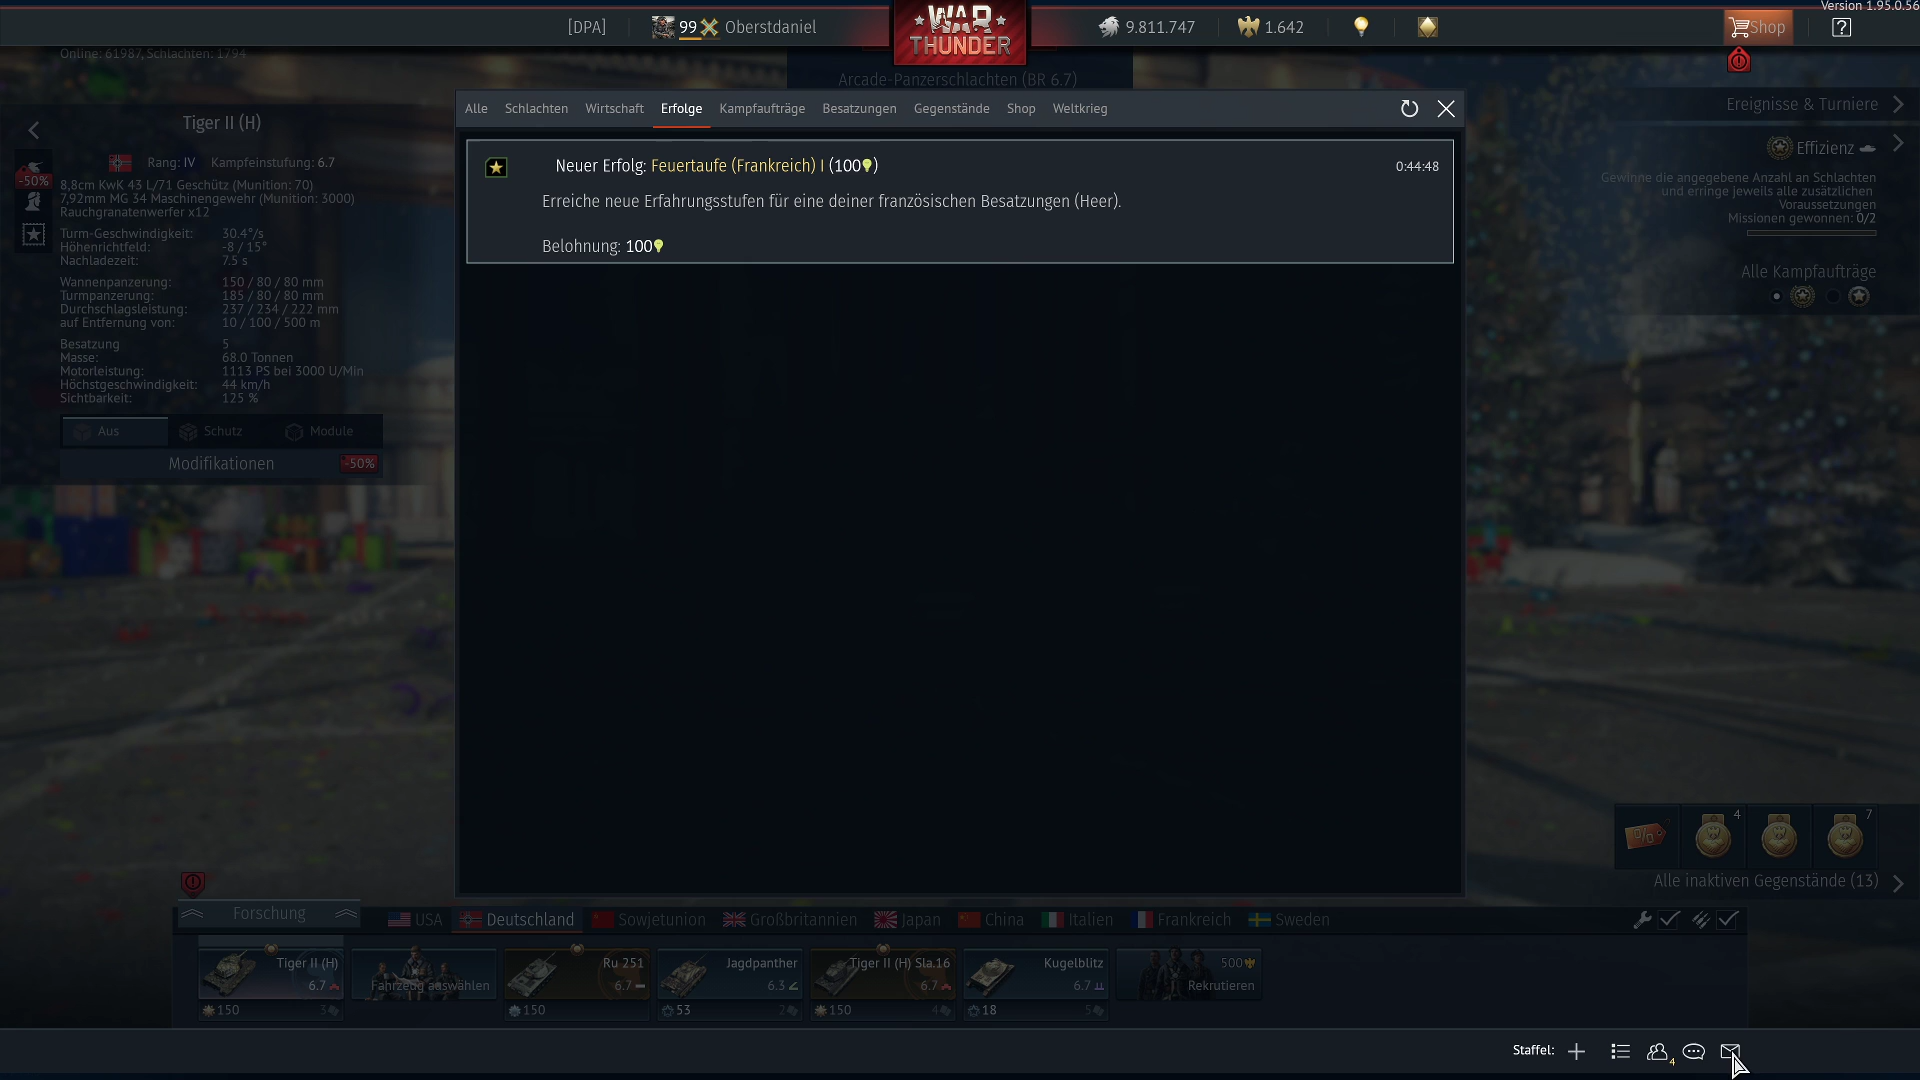 Version 1.95.0.56
[DPA]
99 Oberstdaniel
WAR THUNDER
9.811.747
1.642
Shop
Online: 61987, Schlachten: 1794
Arcade-Panzerschlachten (BR 6.7)
Alle Schlachten Wirtschaft Erfolge Kampfaufträge Besatzungen Gegenstände Shop Weltkrieg
Neuer Erfolg: Feuertaufe (Frankreich) I (100)
0:44:48
Erreiche neue Erfahrungsstufen für eine deiner französischen Besatzungen (Heer).
Belohnung: 100
Tiger II (H)
-50%
Rang: IV Kampfeinstufung: 6.7
8,8cm KwK 43 L/71 Geschütz (Munition: 70)
7,92mm MG 34 Maschinengewehr (Munition: 3000)
Rauchgranatenwerfer x12
Turm-Geschwindigkeit: 30.4°/s
Höhenrichtfeld: -8 / 15°
Nachladezeit: 7.5 s
Wannenpanzerung: 150 / 80 / 80 mm
Turmpanzerung: 185 / 80 / 80 mm
Durchschlagsleistung: 237 / 234 / 222 mm
auf Entfernung von: 10 / 100 / 500 m
Besatzung 5
Masse: 68.0 Tonnen
Motorleistung: 1113 PS bei 3000 U/Min
Höchstgeschwindigkeit: 44 km/h
Sichtbarkeit: 125 %
Aus Schutz Module
Modifikationen -50%
Ereignisse & Turniere
Effizienz
Gewinne die angegebene Anzahl an Schlachten
und erringe jeweils alle zusätzlichen
Voraussetzungen
Missionen gewonnen: 0/2
Alle Kampfaufträge
4 7
Alle inaktiven Gegenstände (13)
Forschung USA Deutschland Sowjetunion Großbritannien Japan China Italien Frankreich Sweden
Tiger II (H)
6.7
150 3
Fahrzeug auswählen
Ru 251
6.7
150
Jagdpanther
6.3
53 2
Tiger II (H) Sla.16
6.7
150 4
Kugelblitz
6.7
18 5
500
Rekrutieren
Staffel:
4